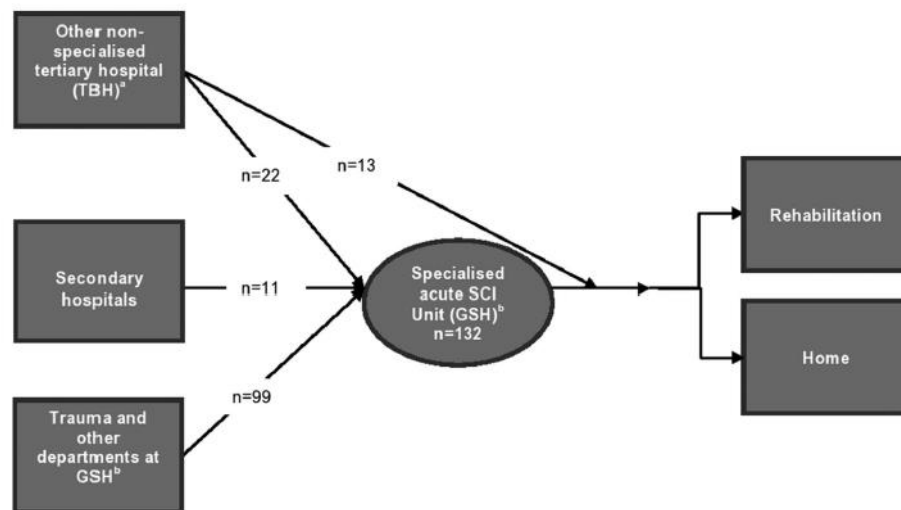 Other non-
specialised
tertiary hospital
(TBH)ᵃ
n=22
n=13
Secondary
hospitals
n=11
Specialised
acute SCI
Unit (GSH)ᵇ
n=132
Rehabilitation
Home
n=99
Trauma and
other
departments at
GSHᵇ